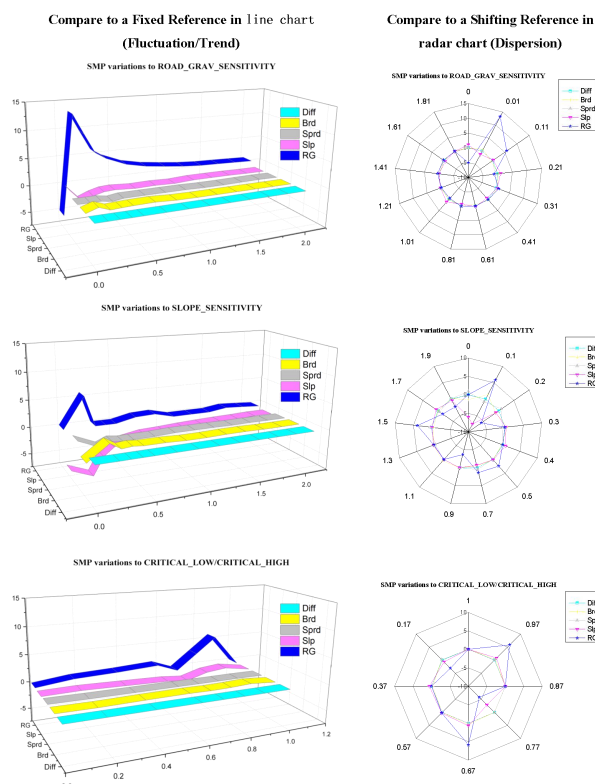 Compare to a Fixed Reference in line chart
(Fluctuation/Trend)
Compare to a Shifting Reference in
radar chart (Dispersion)
SMP variations to ROAD_GRAV_SENSITIVITY
15
10
5
0
-5
RG
Slp
Sprd
Brd
Diff
0.0
0.5
1.0
1.5
2.0
Diff
Brd
Sprd
Slp
RG
SMP variations to ROAD_GRAV_SENSITIVITY
0
0.01
0.11
0.21
0.31
0.41
0.61
0.81
1.01
1.21
1.41
1.61
1.81
Diff
Brd
Sprd
Slp
RG
SMP variations to SLOPE_SENSITIVITY
15
10
5
0
-5
RG
Slp
Sprd
Brd
Diff
0.0
0.5
1.0
1.5
2.0
Diff
Brd
Sprd
Slp
RG
SMP variations to SLOPE_SENSITIVITY
0
0.1
0.2
0.3
0.4
0.5
0.7
0.9
1.1
1.3
1.5
1.7
1.9
SMP variations to CRITICAL_LOW/CRITICAL_HIGH
15
10
5
0
-5
RG
Slp
Sprd
Brd
Diff
0.2
0.4
0.6
0.8
1.0
1.2
Diff
Brd
Sprd
Slp
RG
SMP variations to CRITICAL_LOW/CRITICAL_HIGH
1
0.97
0.87
0.77
0.67
0.57
0.37
0.17